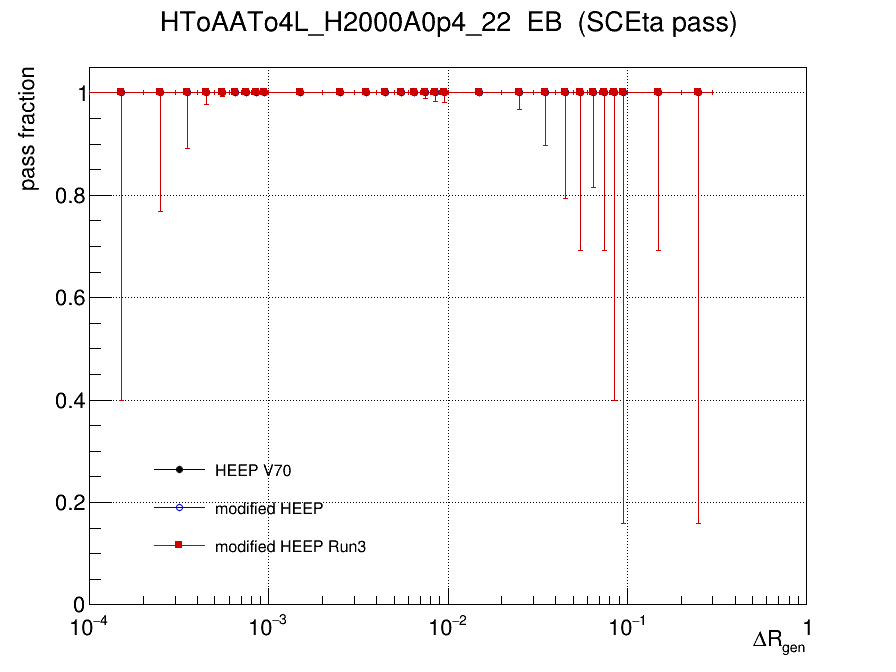 HToAATo4L_H2000A0p4_22 EB (SCEta pass)
pass fraction
1
0.8
0.6
0.4
0.2
0
HEEP V70
modified HEEP
modified HEEP Run3
10⁻⁴ 10⁻³ 10⁻² 10⁻¹ 1
ΔR_gen